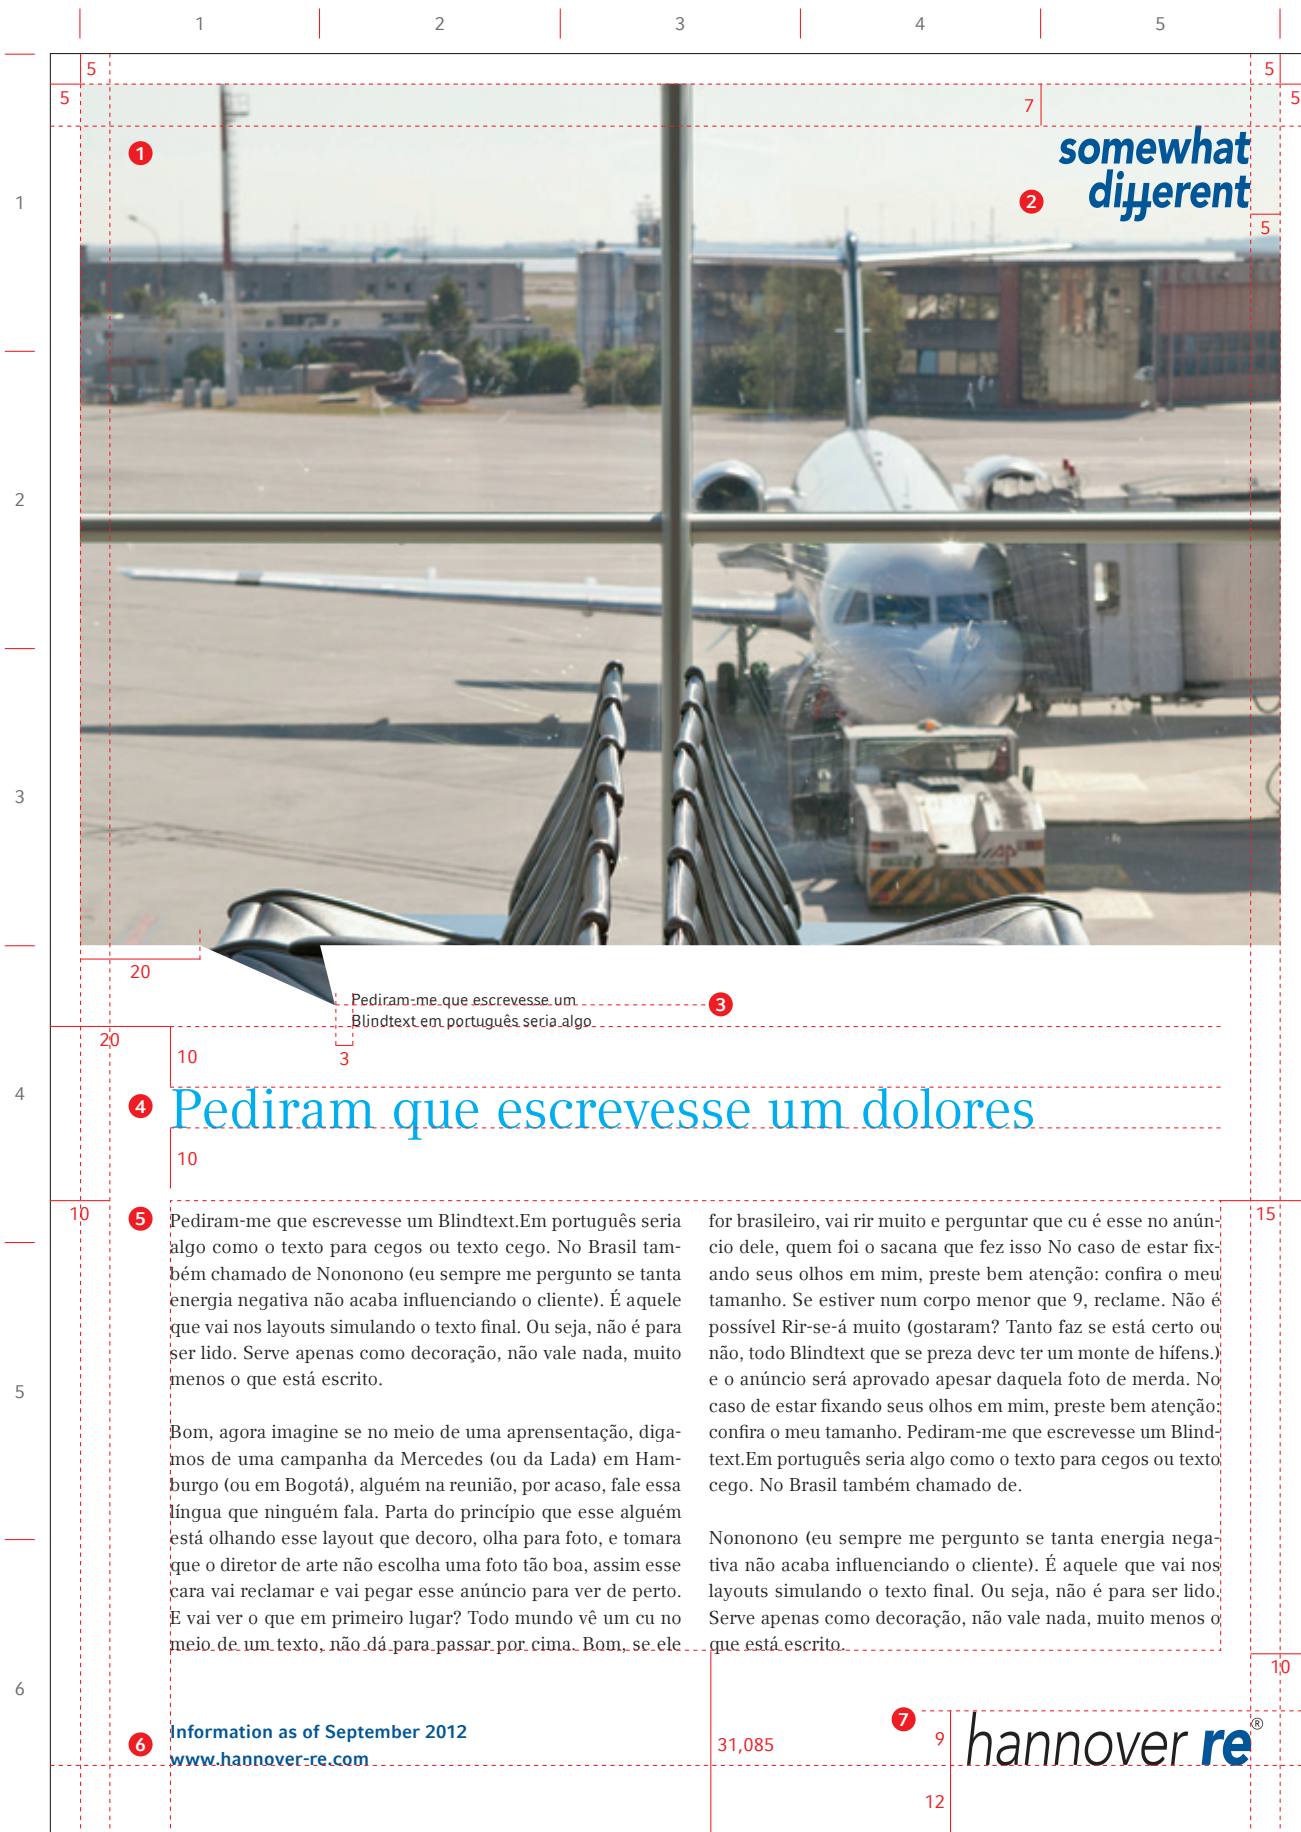 1 2 3 4 5
5 5
5 5
7
1
somewhat
different
2
1
5
2
3
20
Pediram-me que escrevesse um
Blindtext em português seria algo
3
20
10
3
4
4
Pediram que escrevesse um dolores
10
10
15
5
Pediram-me que escrevesse um Blindtext.Em português seria
algo como o texto para cegos ou texto cego. No Brasil tam-
bém chamado de Nononono (eu sempre me pergunto se tanta
energia negativa não acaba influenciando o cliente). É aquele
que vai nos layouts simulando o texto final. Ou seja, não é para
ser lido. Serve apenas como decoração, não vale nada, muito
menos o que está escrito.
5
Bom, agora imagine se no meio de uma aprensentação, diga-
mos de uma campanha da Mercedes (ou da Lada) em Ham-
burgo (ou em Bogotá), alguém na reunião, por acaso, fale essa
língua que ninguém fala. Parta do princípio que esse alguém
está olhando esse layout que decoro, olha para foto, e tomara
que o diretor de arte não escolha uma foto tão boa, assim esse
cara vai reclamar e vai pegar esse anúncio para ver de perto.
E vai ver o que em primeiro lugar? Todo mundo vê um cu no
meio de um texto, não dá para passar por cima. Bom, se ele
for brasileiro, vai rir muito e perguntar que cu é esse no anún-
cio dele, quem foi o sacana que fez isso No caso de estar fix-
ando seus olhos em mim, preste bem atenção: confira o meu
tamanho. Se estiver num corpo menor que 9, reclame. Não é
possível Rir-se-á muito (gostaram? Tanto faz se está certo ou
não, todo Blindtext que se preza devc ter um monte de hífens.)
e o anúncio será aprovado apesar daquela foto de merda. No
caso de estar fixando seus olhos em mim, preste bem atenção:
confira o meu tamanho. Pediram-me que escrevesse um Blind-
text.Em português seria algo como o texto para cegos ou texto
cego. No Brasil também chamado de.
Nononono (eu sempre me pergunto se tanta energia nega-
tiva não acaba influenciando o cliente). É aquele que vai nos
layouts simulando o texto final. Ou seja, não é para ser lido.
Serve apenas como decoração, não vale nada, muito menos o
que está escrito.
10
6
6
Information as of September 2012
www.hannover-re.com
31,085
7
9
hannover re®
12